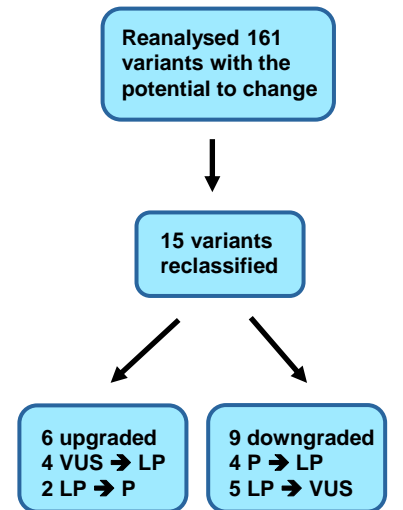 Reanalysed 161
variants with the
potential to change
15 variants
reclassified
6 upgraded
4 VUS ➔ LP
2 LP ➔ P
9 downgraded
4 P ➔ LP
5 LP ➔ VUS